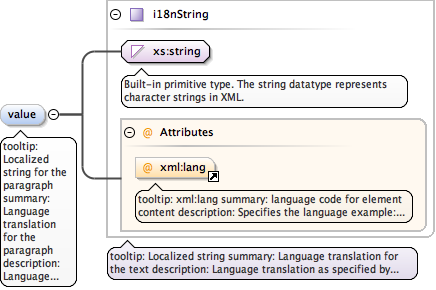 i18nString
xs:string
Built-in primitive type. The string datatype represents
character strings in XML.
value
tooltip:
Localized
string for the
paragraph
summary:
Language
translation
for the
paragraph
description:
Language...
@ Attributes
@ xml:lang
tooltip: xml:lang summary: language code for element
content description: Specifies the language example:...
tooltip: Localized string summary: Language translation for
the text description: Language translation as specified by...